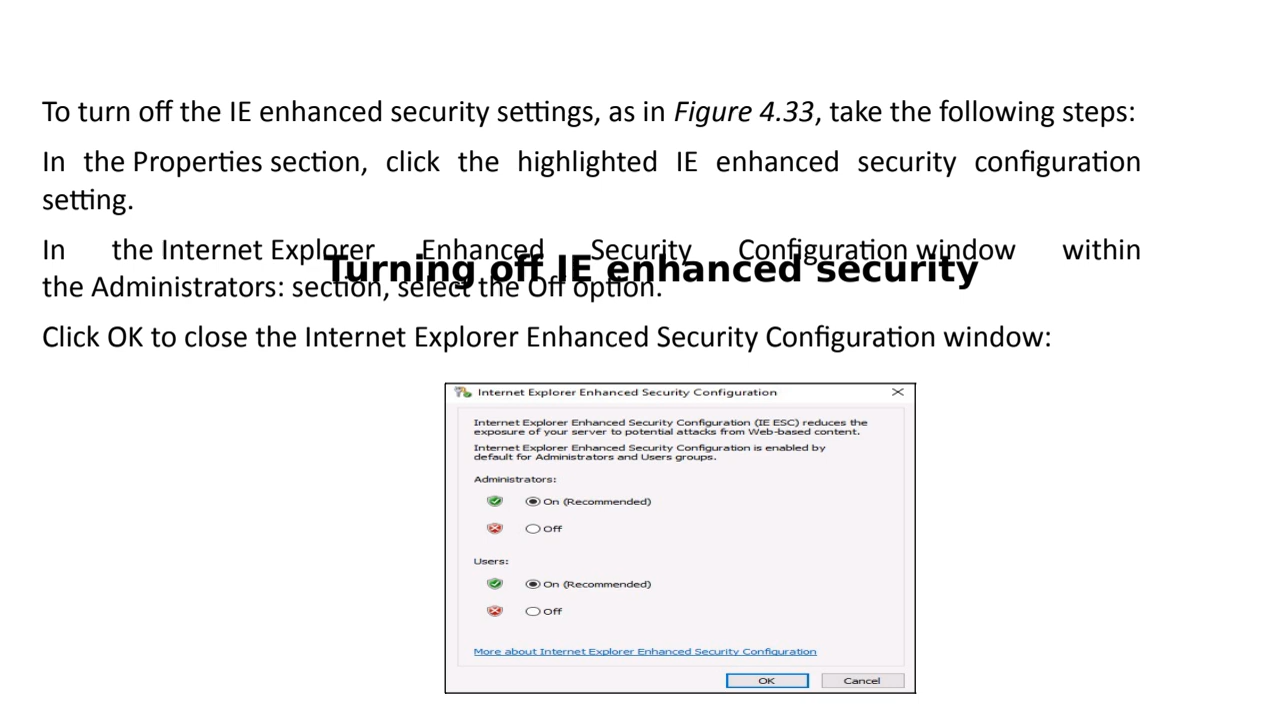 To turn off the IE enhanced security settings, as in Figure 4.33, take the following steps:
In the Properties section, click the highlighted IE enhanced security configuration
setting.
In the Internet Explorer Enhanced Security Configuration window within
the Administrators: section, select the Off option.
Turning off IE enhanced security
Click OK to close the Internet Explorer Enhanced Security Configuration window:
Internet Explorer Enhanced Security Configuration
Internet Explorer Enhanced Security Configuration (IE ESC) reduces the
exposure of your server to potential attacks from Web-based content.
Internet Explorer Enhanced Security Configuration is enabled by
default for Administrators and Users groups.
Administrators:
On (Recommended)
Off
Users:
On (Recommended)
Off
More about Internet Explorer Enhanced Security Configuration
OK Cancel